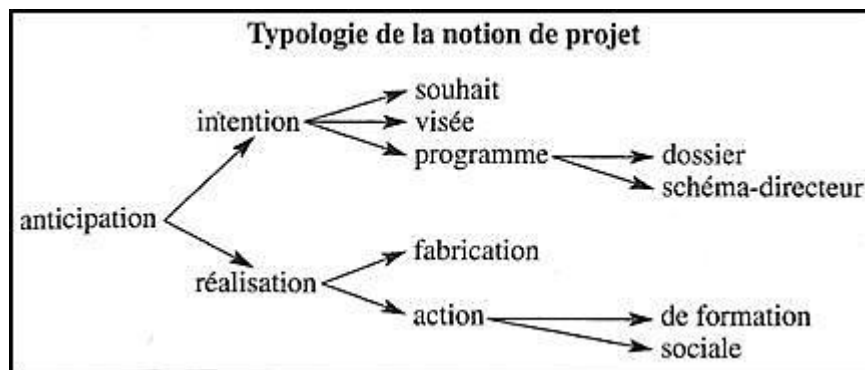 Typologie de la notion de projet
souhait
intention
visée
programme
dossier
schéma-directeur
anticipation
fabrication
réalisation
action
de formation
sociale